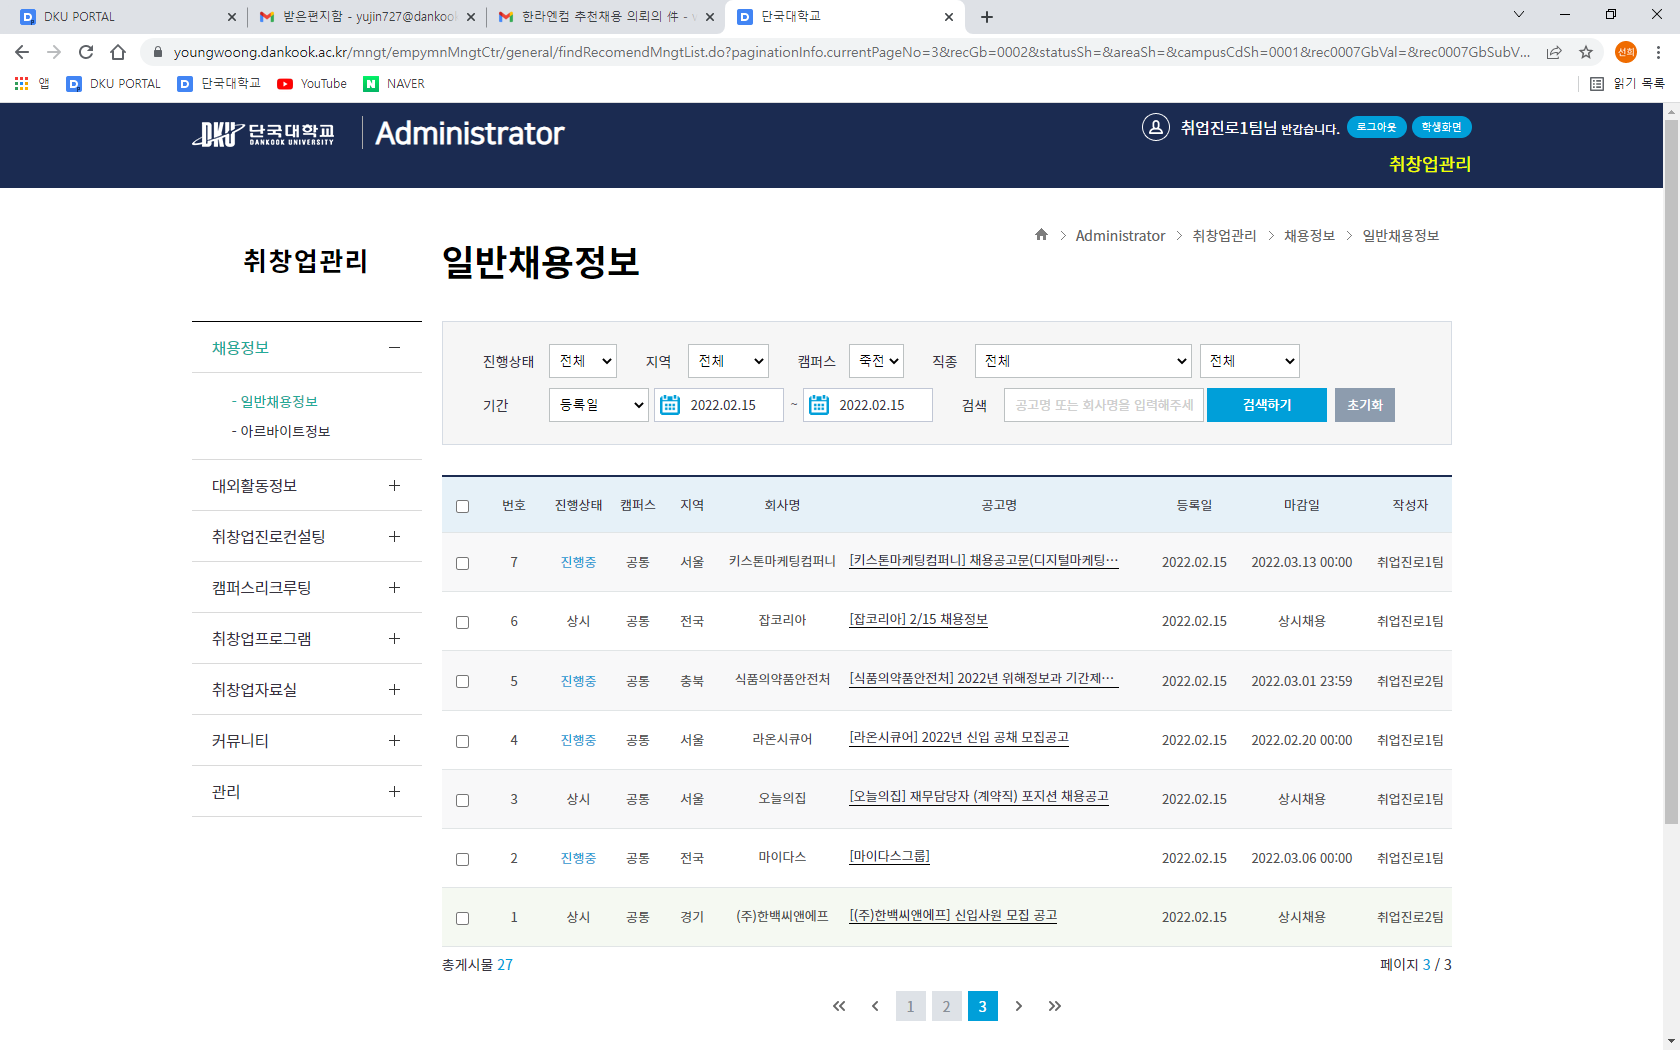 DKU PORTAL
받은편지함 - yujin727@dankook
한라엔컴 추천채용 의뢰의 件 -
단국대학교
youngwoong.dankook.ac.kr/mngt/empymnMngtCtr/general/findRecomendMngtList.do?paginationInfo.currentPageNo=3&recGb=0002&statusSh=&areaSh=&campusCdSh=0001&rec0007GbVal=&rec0007GbSubV...
선희
앱
DKU PORTAL
단국대학교
YouTube
NAVER
읽기 목록
DKU 단국대학교
DANKOOK UNIVERSITY
Administrator
취업진로1팀님 반갑습니다. 로그아웃 학생화면
취창업관리
Administrator > 취창업관리 > 채용정보 > 일반채용정보
취창업관리
일반채용정보
채용정보
- 일반채용정보
- 아르바이트정보
대외활동정보
취창업진로컨설팅
캠퍼스리크루팅
취창업프로그램
취창업자료실
커뮤니티
관리
진행상태 전체 지역 전체 캠퍼스 죽전 직종 전체 전체
기간 등록일 2022.02.15 ~ 2022.02.15 검색 공고명 또는 회사명을 입력해주세 검색하기 초기화
번호 진행상태 캠퍼스 지역 회사명 공고명 등록일 마감일 작성자
7 진행중 공통 서울 키스톤마케팅컴퍼니 [키스톤마케팅컴퍼니] 채용공고문(디지털마케팅… 2022.02.15 2022.03.13 00:00 취업진로1팀
6 상시 공통 전국 잡코리아 [잡코리아] 2/15 채용정보 2022.02.15 상시채용 취업진로1팀
5 진행중 공통 충북 식품의약품안전처 [식품의약품안전처] 2022년 위해정보과 기간제… 2022.02.15 2022.03.01 23:59 취업진로2팀
4 진행중 공통 서울 라온시큐어 [라온시큐어] 2022년 신입 공채 모집공고 2022.02.15 2022.02.20 00:00 취업진로1팀
3 상시 공통 서울 오늘의집 [오늘의집] 재무담당자 (계약직) 포지션 채용공고 2022.02.15 상시채용 취업진로1팀
2 진행중 공통 전국 마이다스 [마이다스그룹] 2022.02.15 2022.03.06 00:00 취업진로1팀
1 상시 공통 경기 (주)한백씨앤에프 [(주)한백씨앤에프] 신입사원 모집 공고 2022.02.15 상시채용 취업진로2팀
총게시물 27
페이지 3 / 3
1 2 3